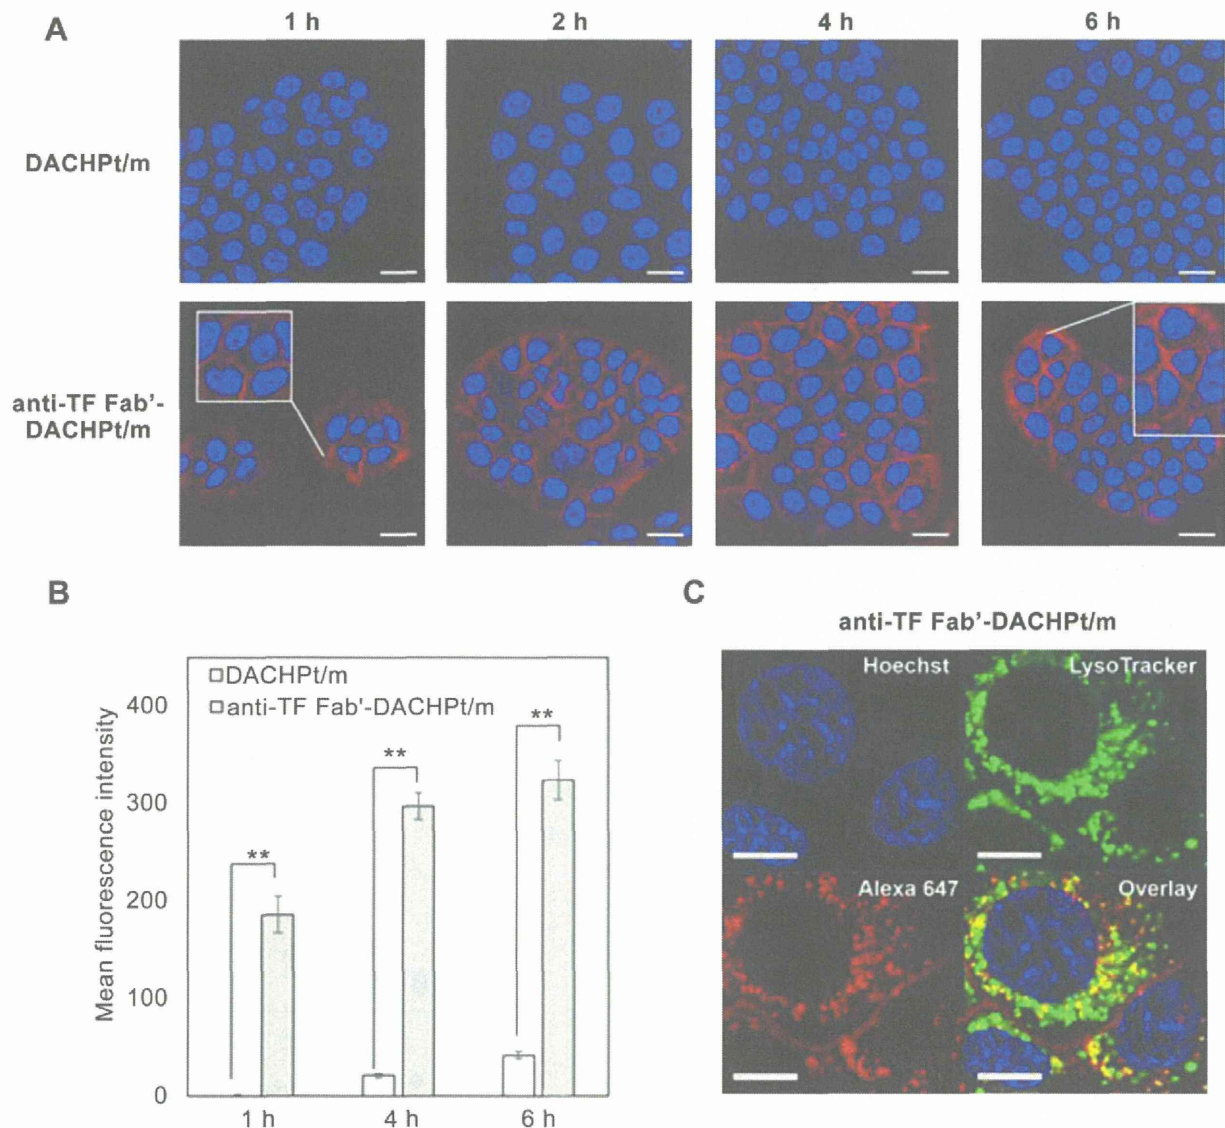 A
1 h
2 h
4 h
6 h
DACHPt/m
anti-TF Fab'-
DACHPt/m
B
Mean fluorescence intensity
400
300
200
100
0
DACHPt/m
anti-TF Fab'-DACHPt/m
**
**
**
1 h
4 h
6 h
C
anti-TF Fab'-DACHPt/m
Hoechst
LysoTracker
Alexa 647
Overlay